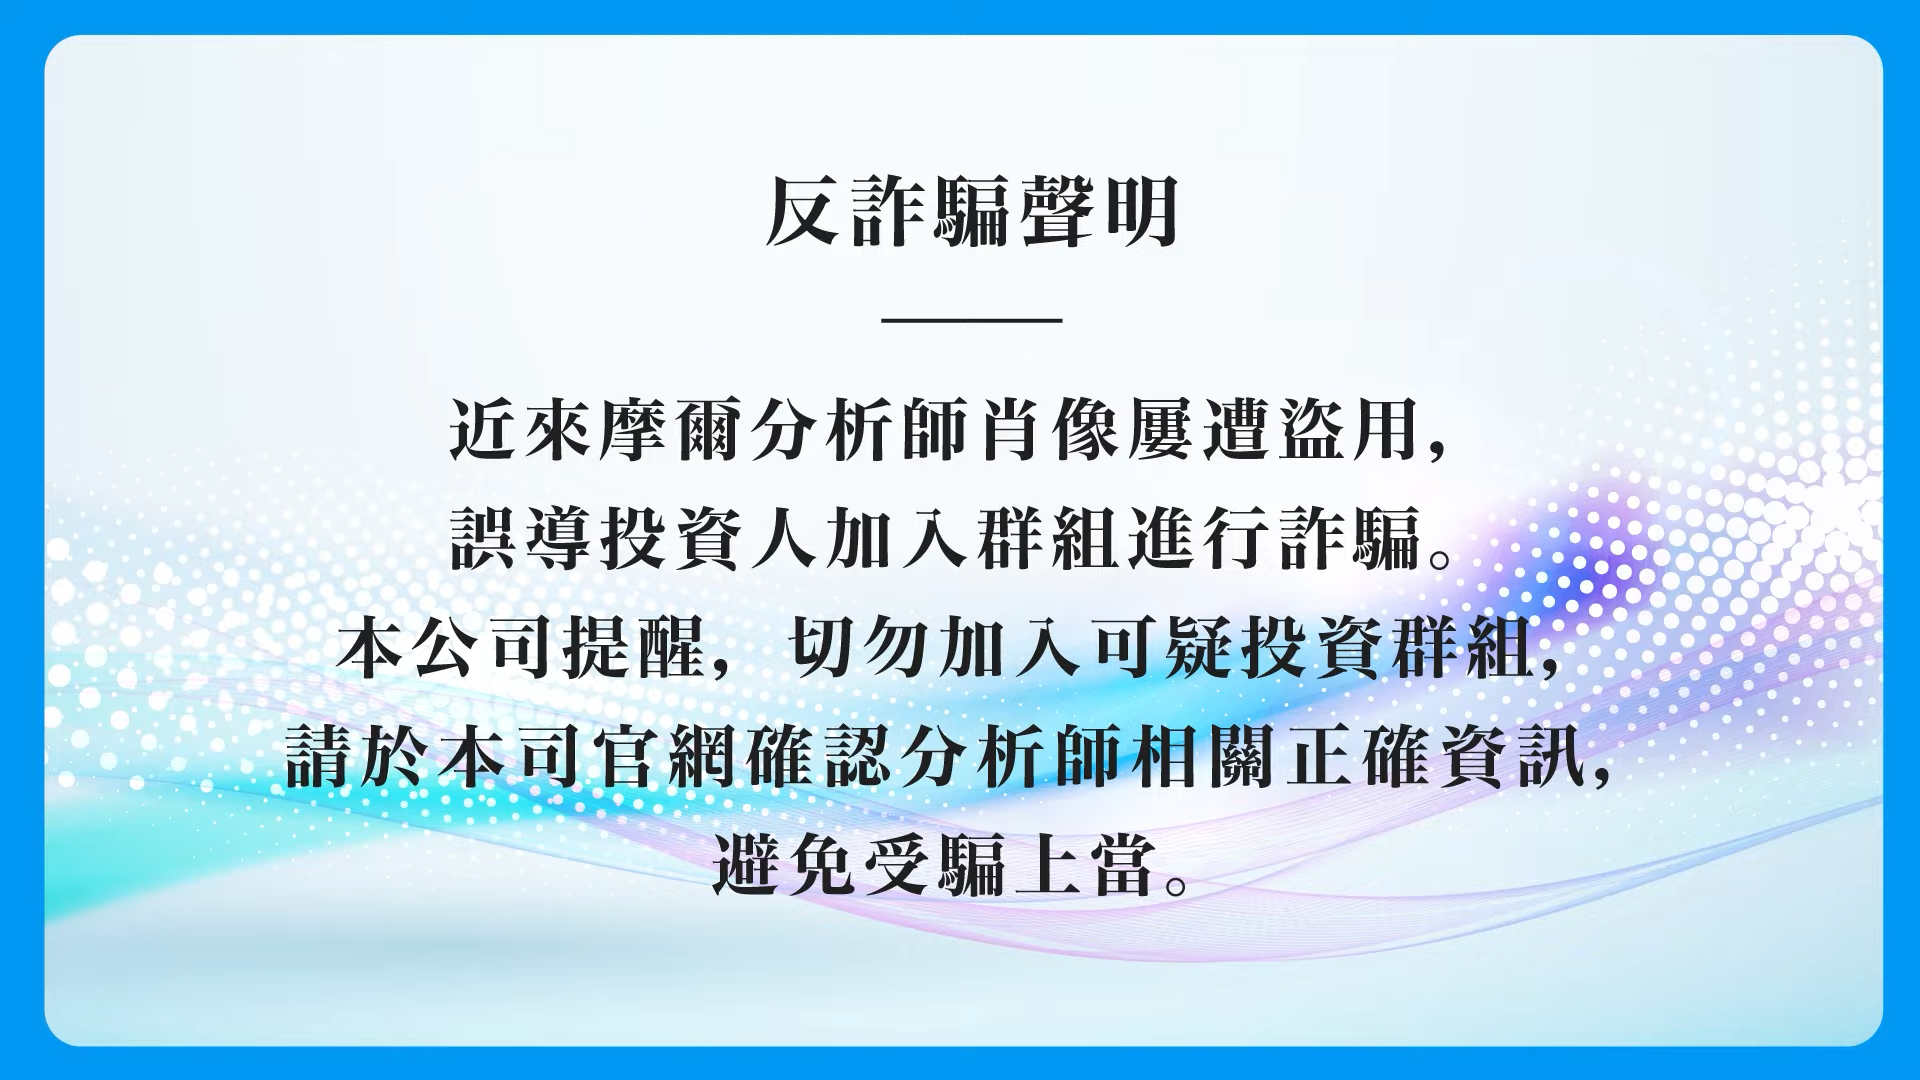 反詐騙聲明
近來摩爾分析師肖像屢遭盜用，
誤導投資人加入群組進行詐騙。
本公司提醒，切勿加入可疑投資群組，
請於本司官網確認分析師相關正確資訊，
避免受騙上當。